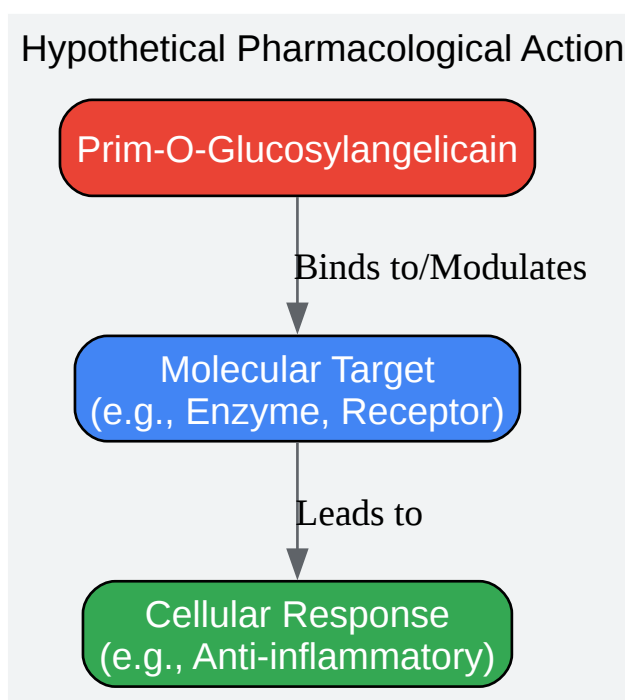 Hypothetical Pharmacological Action
Prim-O-Glucosylangelicain
Binds to/Modulates
Molecular Target
(e.g., Enzyme, Receptor)
Leads to
Cellular Response
(e.g., Anti-inflammatory)